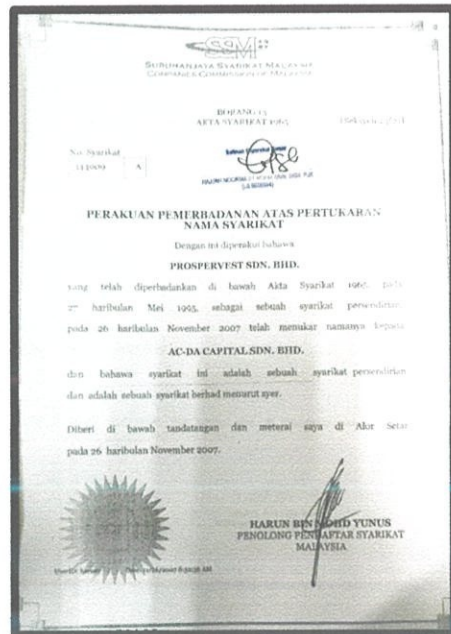 SSM
SURUHANJAYA SYARIKAT MALAYSIA
COMPANIES COMMISSION OF MALAYSIA
BORANG 13
AKTA SYARIKAT 1965
No. Syarikat
A
PERAKUAN PEMERBADANAN ATAS PERTUKARAN
NAMA SYARIKAT
Dengan ini diperakui bahawa
PROSPERVEST SDN. BHD.
yang telah diperbadankan di bawah Akta Syarikat 1965, pada
27 haribulan Mei 1995, sebagai sebuah syarikat persendirian,
pada 26 haribulan November 2007 telah menukar namanya kepada
AC-DA CAPITAL SDN. BHD.
dan bahawa syarikat ini adalah sebuah syarikat persendirian
dan adalah sebuah syarikat berhad menurut syer.
Diberi di bawah tandatangan dan meterai saya di Alor Setar
pada 26 haribulan November 2007.
HARUN BIN MOHD YUNUS
PENOLONG PENDAFTAR SYARIKAT
MALAYSIA